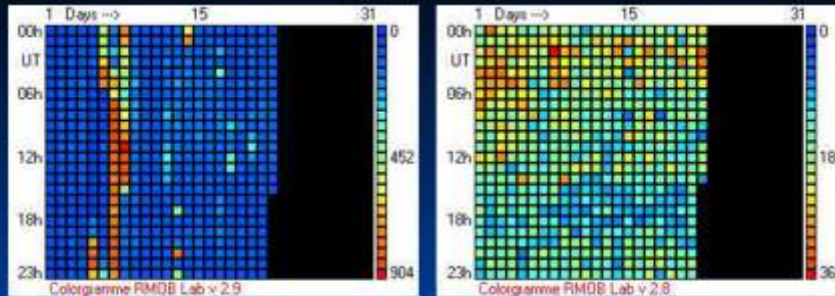 1 Days ---> 15 31
00h 0
UT
06h
12h 452
18h
23h 904
Colorgramme RMOB Lab v 2.9
1 Days ---> 15 31
00h 0
UT
06h
12h 18
18h
23h 36
Colorgramme RMOB Lab v 2.8